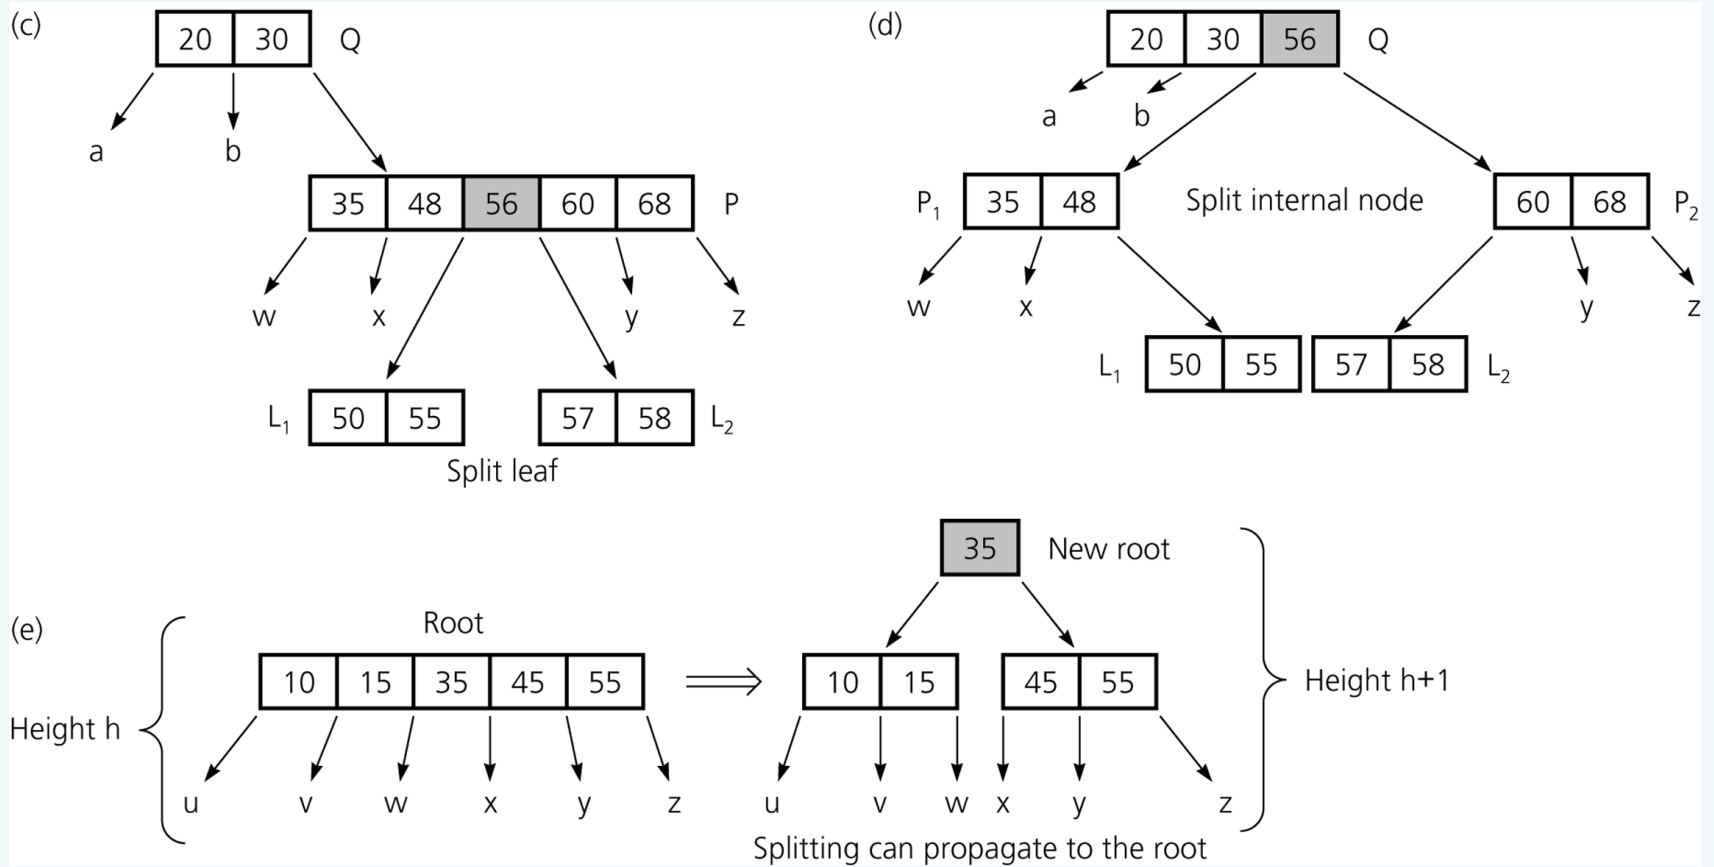 (c)
20 30 Q
a b
35 48 56 60 68 P
w x y z
L1 50 55 57 58 L2
Split leaf
(d)
20 30 56 Q
a b
P1 35 48 Split internal node 60 68 P2
w x y z
L1 50 55 57 58 L2
(e)
Root
10 15 35 45 55
Height h
u v w x y z
35 New root
10 15 45 55
Height h+1
u v w x y z
Splitting can propagate to the root